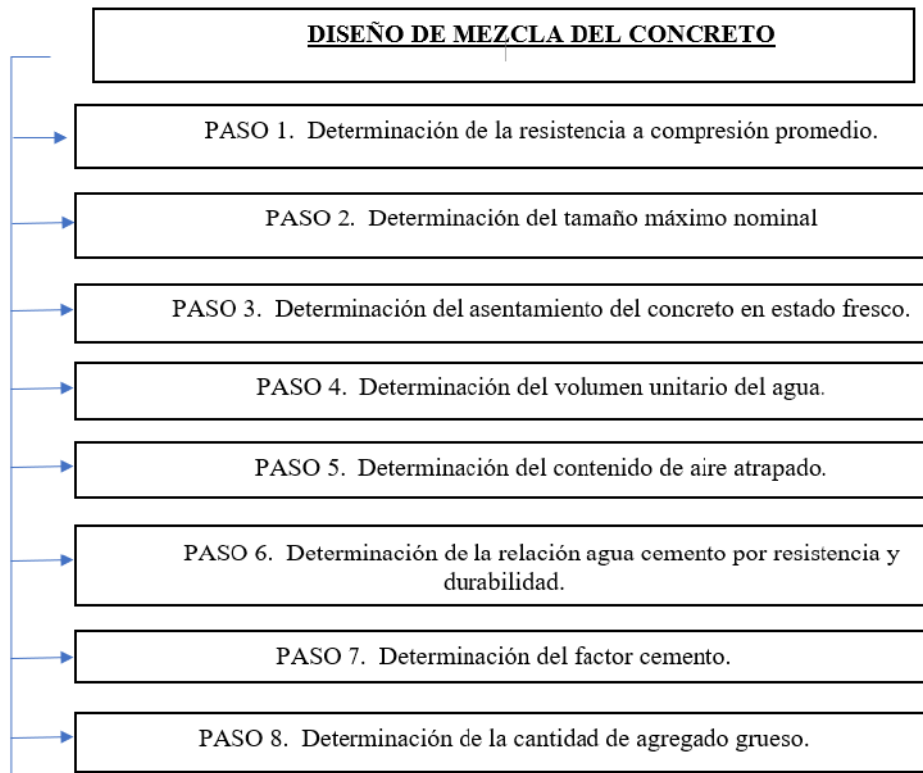 DISEÑO DE MEZCLA DEL CONCRETO
PASO 1. Determinación de la resistencia a compresión promedio.
PASO 2. Determinación del tamaño máximo nominal
PASO 3. Determinación del asentamiento del concreto en estado fresco.
PASO 4. Determinación del volumen unitario del agua.
PASO 5. Determinación del contenido de aire atrapado.
PASO 6. Determinación de la relación agua cemento por resistencia y
durabilidad.
PASO 7. Determinación del factor cemento.
PASO 8. Determinación de la cantidad de agregado grueso.